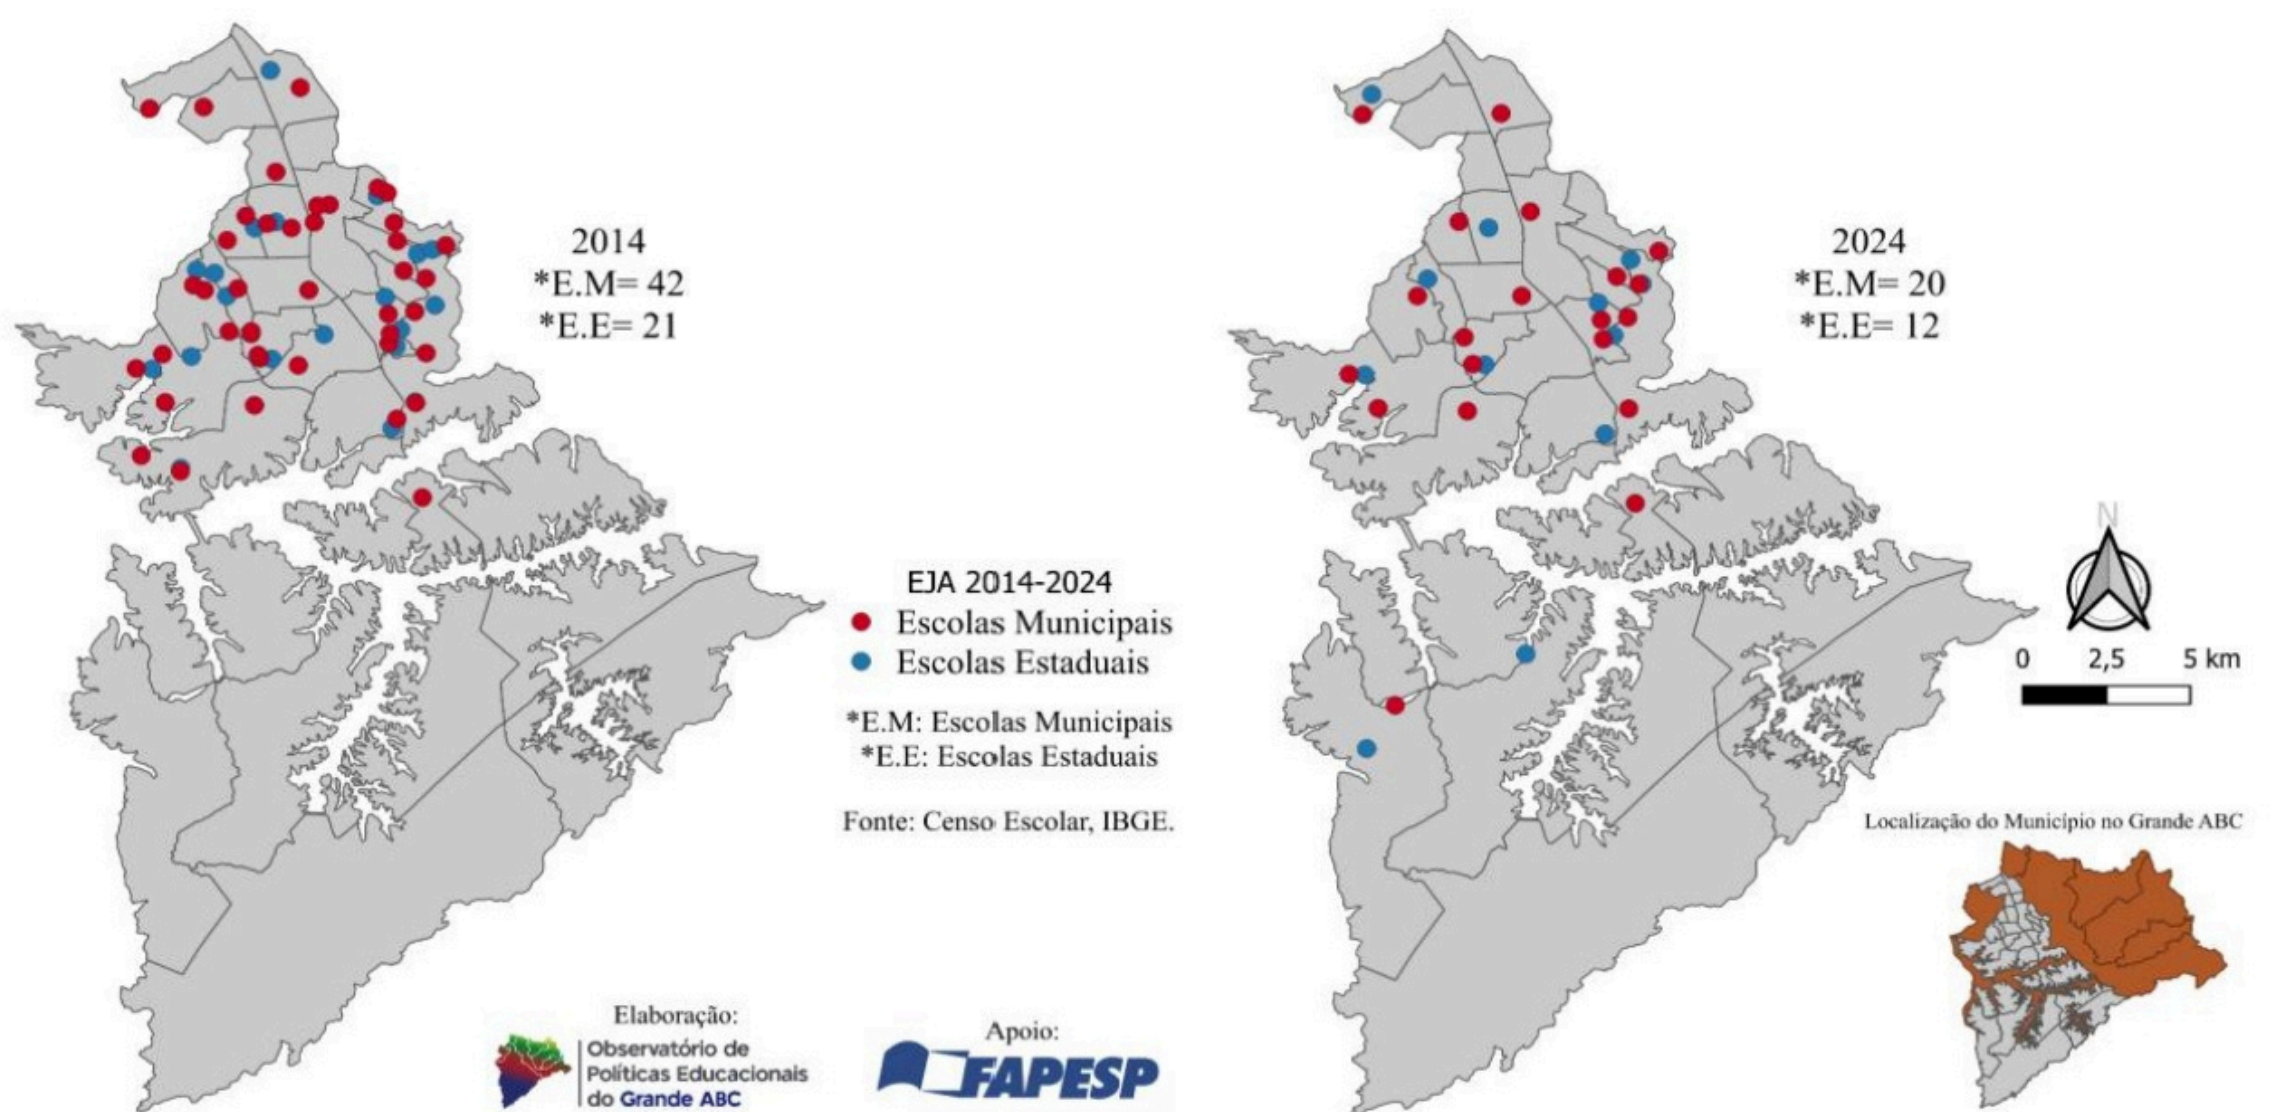 2014
*E.M= 42
*E.E= 21
2024
*E.M= 20
*E.E= 12
EJA 2014-2024
Escolas Municipais
Escolas Estaduais
*E.M: Escolas Municipais
*E.E: Escolas Estaduais
Fonte: Censo Escolar, IBGE.
N
0 2,5 5 km
Localização do Município no Grande ABC
Elaboração:
Observatório de
Políticas Educacionais
do Grande ABC
Apoio:
FAPESP